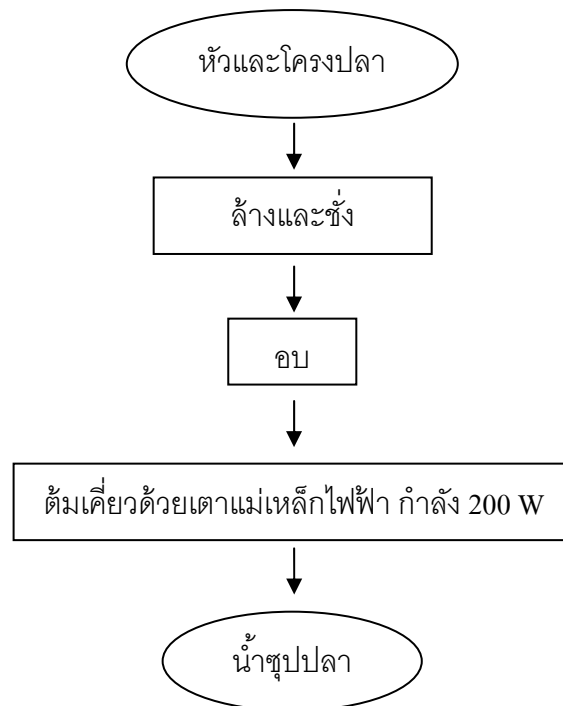 หัวและโครงปลา
ล้างและชั่ง
อบ
ต้มเคี่ยวด้วยเตาแม่เหล็กไฟฟ้า กำลัง 200 W
น้ำซุปปลา